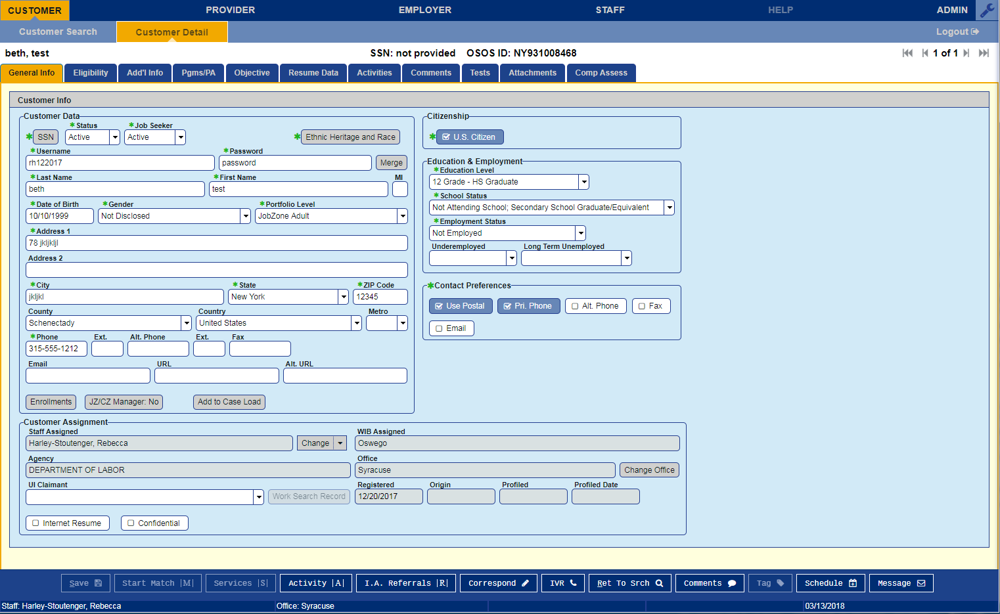 CUSTOMER PROVIDER EMPLOYER STAFF HELP ADMIN
Customer Search Customer Detail Logout
beth, test SSN: not provided OSOS ID: NY931008468 1 of 1
General Info Eligibility Add'l Info Pgms/PA Objective Resume Data Activities Comments Tests Attachments Comp Assess
Customer Info
Customer Data
* Status * Job Seeker
* SSN Active Active * Ethnic Heritage and Race
* Username * Password
rh122017 password Merge
* Last Name * First Name MI
beth test
* Date of Birth * Gender * Portfolio Level
10/10/1999 Not Disclosed JobZone Adult
* Address 1
78 jkljkljl
Address 2
* City * State * ZIP Code
jkljkl New York 12345
County Country Metro
Schenectady United States
* Phone Ext. Alt. Phone Ext. Fax
315-555-1212
Email URL Alt. URL
Enrollments JZ/CZ Manager: No Add to Case Load
Citizenship
* U.S. Citizen
Education & Employment
* Education Level
12 Grade - HS Graduate
* School Status
Not Attending School; Secondary School Graduate/Equivalent
* Employment Status
Not Employed
Underemployed Long Term Unemployed
* Contact Preferences
Use Postal Pri. Phone Alt. Phone Fax
Email
Customer Assignment
Staff Assigned WIB Assigned
Harley-Stoutenger, Rebecca Change Oswego
Agency Office
DEPARTMENT OF LABOR Syracuse Change Office
UI Claimant Registered Origin Profiled Profiled Date
Work Search Record 12/20/2017
Internet Resume Confidential
Save Start Match |M| Services |S| Activity |A| I.A. Referrals |R| Correspond IVR Ret To Srch Comments Tag Schedule Message
Staff: Harley-Stoutenger, Rebecca Office: Syracuse 03/13/2018